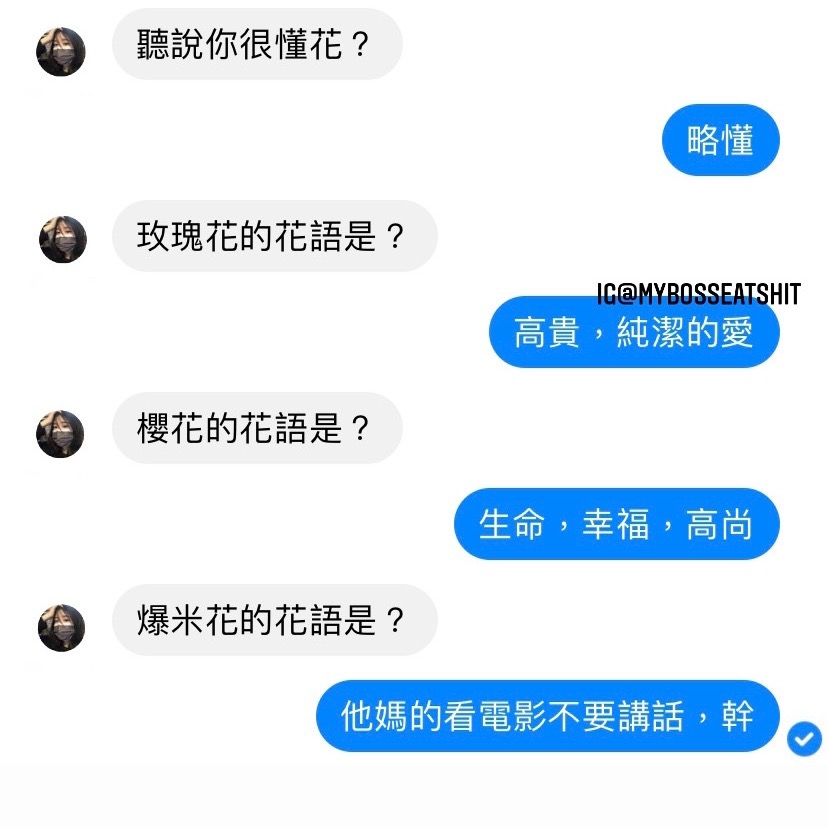 聽說你很懂花？
略懂
玫瑰花的花語是？
IG@MYBOSSEATSHIT
高貴，純潔的愛
櫻花的花語是？
生命，幸福，高尚
爆米花的花語是？
他媽的看電影不要講話，幹